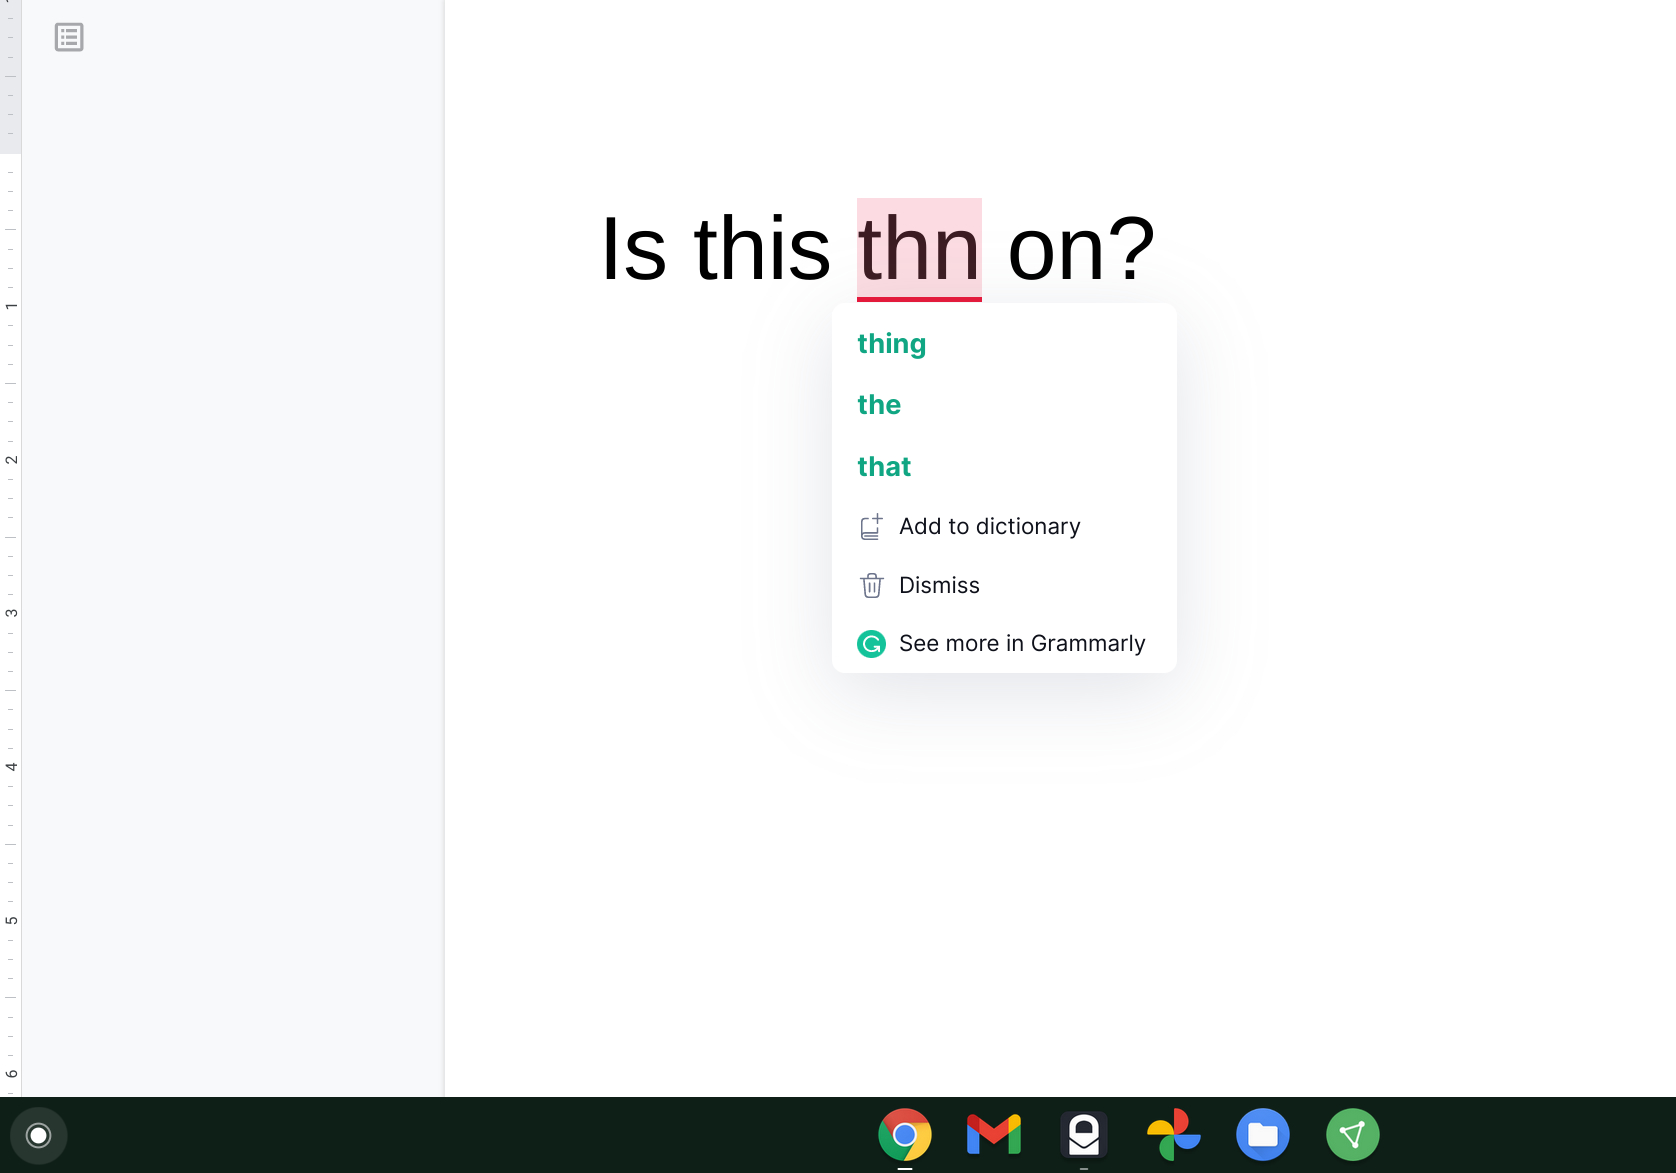 Is this thn on?
thing
the
that
Add to dictionary
Dismiss
See more in Grammarly
1
2
3
4
5
6